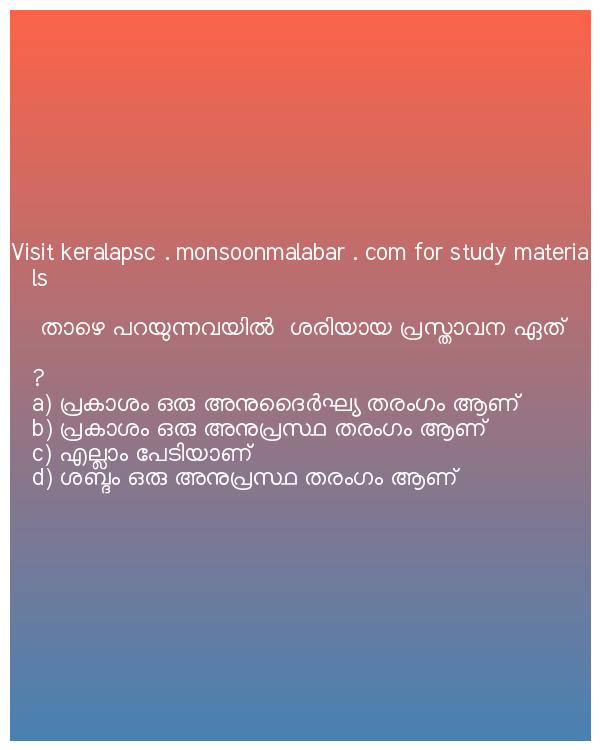 Visit keralapsc . monsoonmalabar . com for study materia
ls
താഴെ പറയുന്നവയിൽ ശരിയായ പ്രസ്താവന ഏത്
?
a) പ്രകാശം ഒരു അനുദൈർഘ്യ തരംഗം ആണ്
b) പ്രകാശം ഒരു അനുപ്രസ്ഥ തരംഗം ആണ്
c) എല്ലാം പേടിയാണ്
d) ശബ്ദം ഒരു അനുപ്രസ്ഥ തരംഗം ആണ്